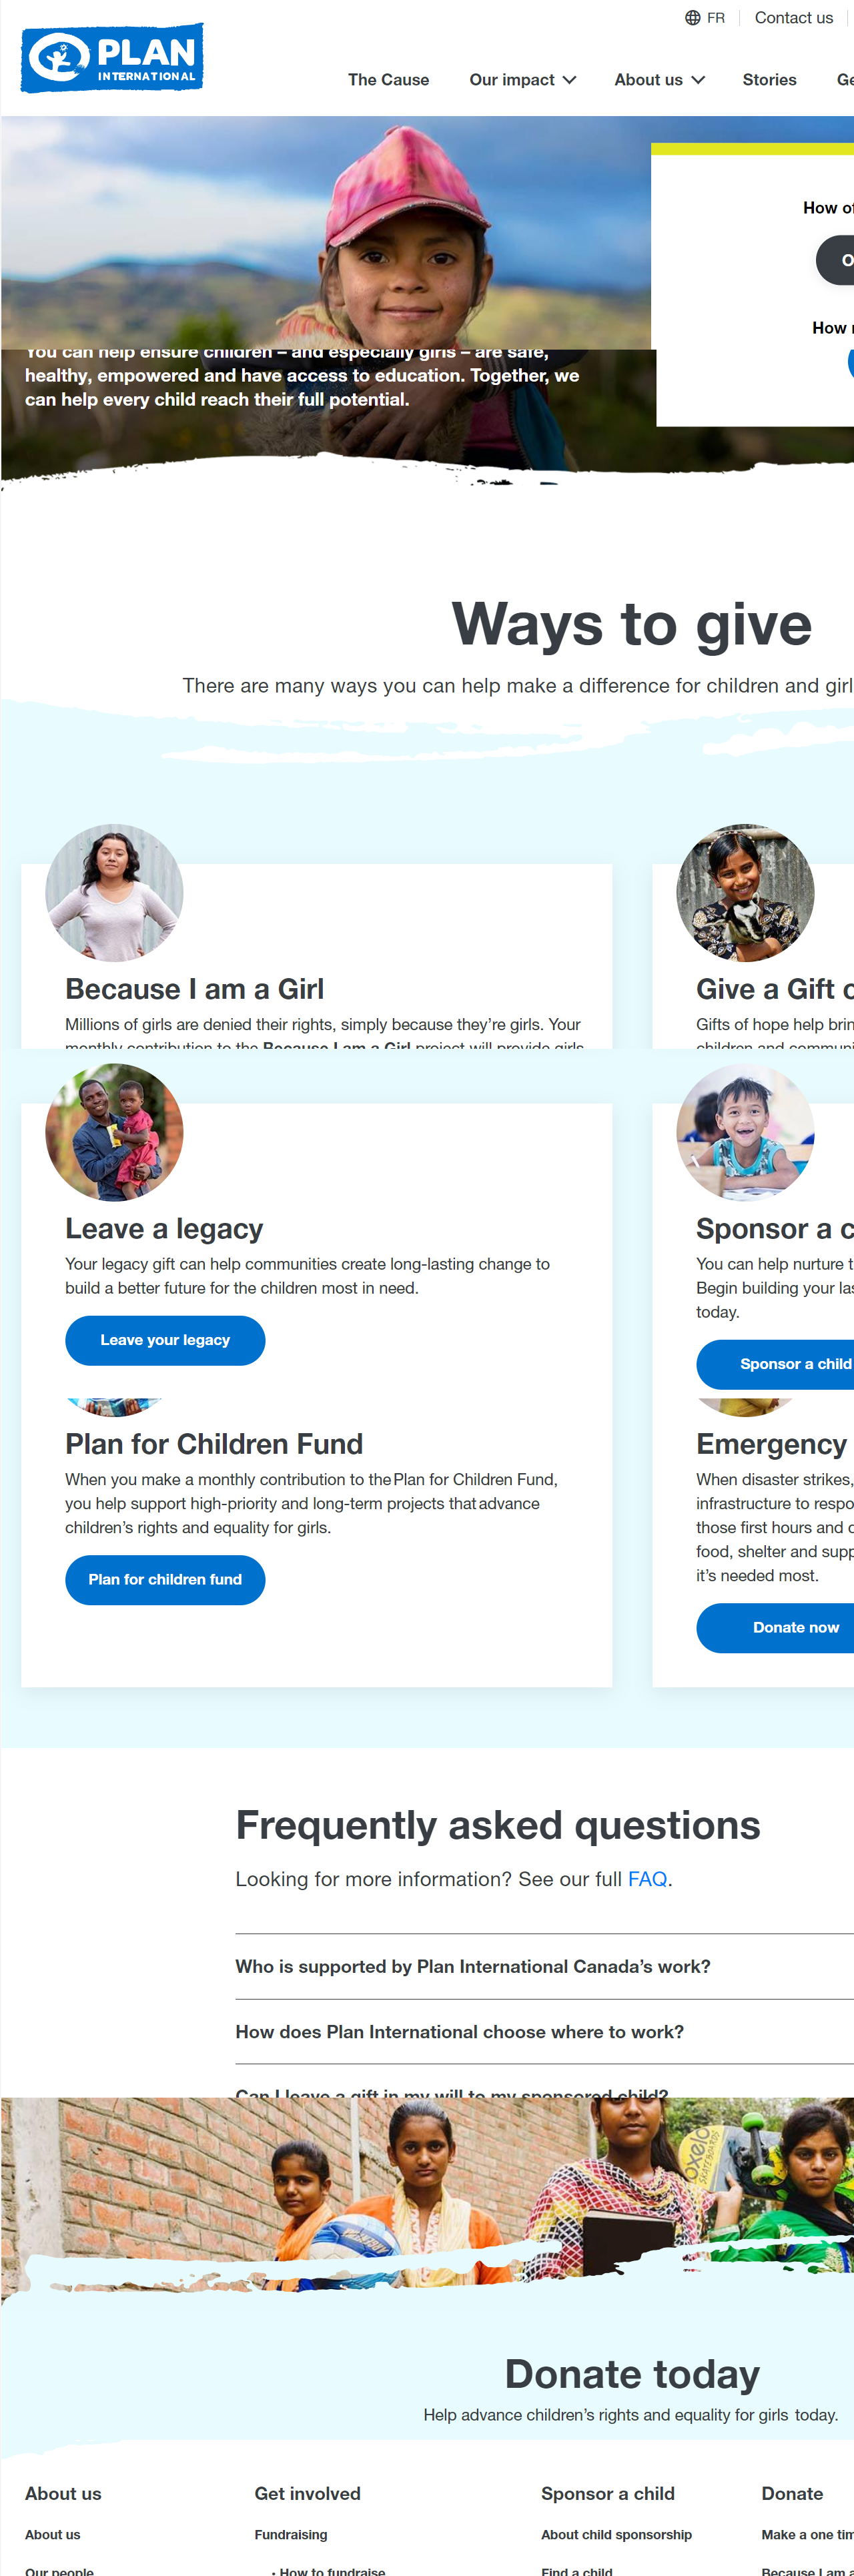 FR
Contact us
PLAN
INTERNATIONAL
The Cause
Our impact
About us
Stories
How
How
You can help ensure children – and especially girls – are safe,
healthy, empowered and have access to education. Together, we
can help every child reach their full potential.
Ways to give
There are many ways you can help make a difference for children and
Because I am a Girl
Millions of girls are denied their rights, simply because they're girls. Your
monthly contribution to the Because I am a Girl project will provide girls
Give a Gift
Gifts of hope help
children and
Leave a legacy
Your legacy gift can help communities create long-lasting change to
build a better future for the children most in need.
Leave your legacy
Sponsor a
You can help nurture
Begin building your
today.
Sponsor a child
Plan for Children Fund
When you make a monthly contribution to the Plan for Children Fund,
you help support high-priority and long-term projects that advance
children's rights and equality for girls.
Plan for children fund
Emergency
When disaster strikes,
infrastructure to
those first hours and
food, shelter and
it's needed most.
Donate now
Frequently asked questions
Looking for more information? See our full FAQ.
Who is supported by Plan International Canada's work?
How does Plan International choose where to work?
Can I leave a gift in my will to my sponsored child?
oxelo
Donate today
Help advance children's rights and equality for girls today.
About us
Get involved
Sponsor a child
Donate
About us
Fundraising
About child sponsorship
Make a one
Our people
• How to fundraise
Find a child
Because I am